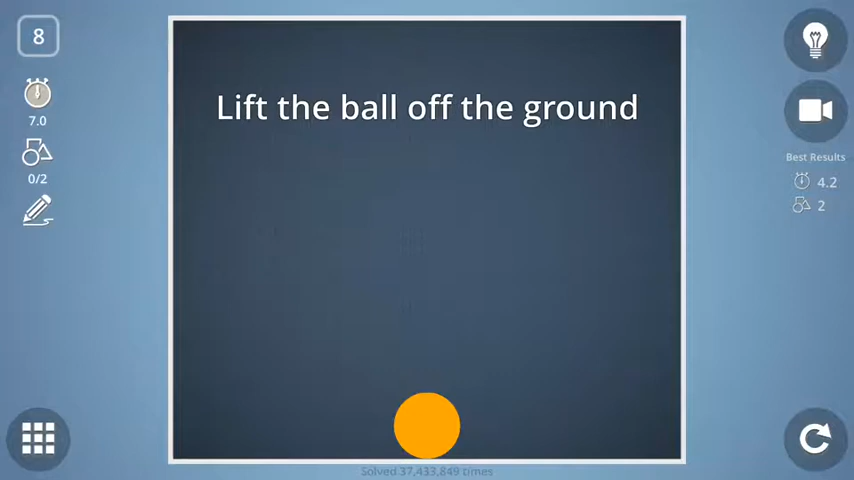 8
Lift the ball off the ground
7.0
0/2
Best Results
4.2
2
Solved 37,433,849 times